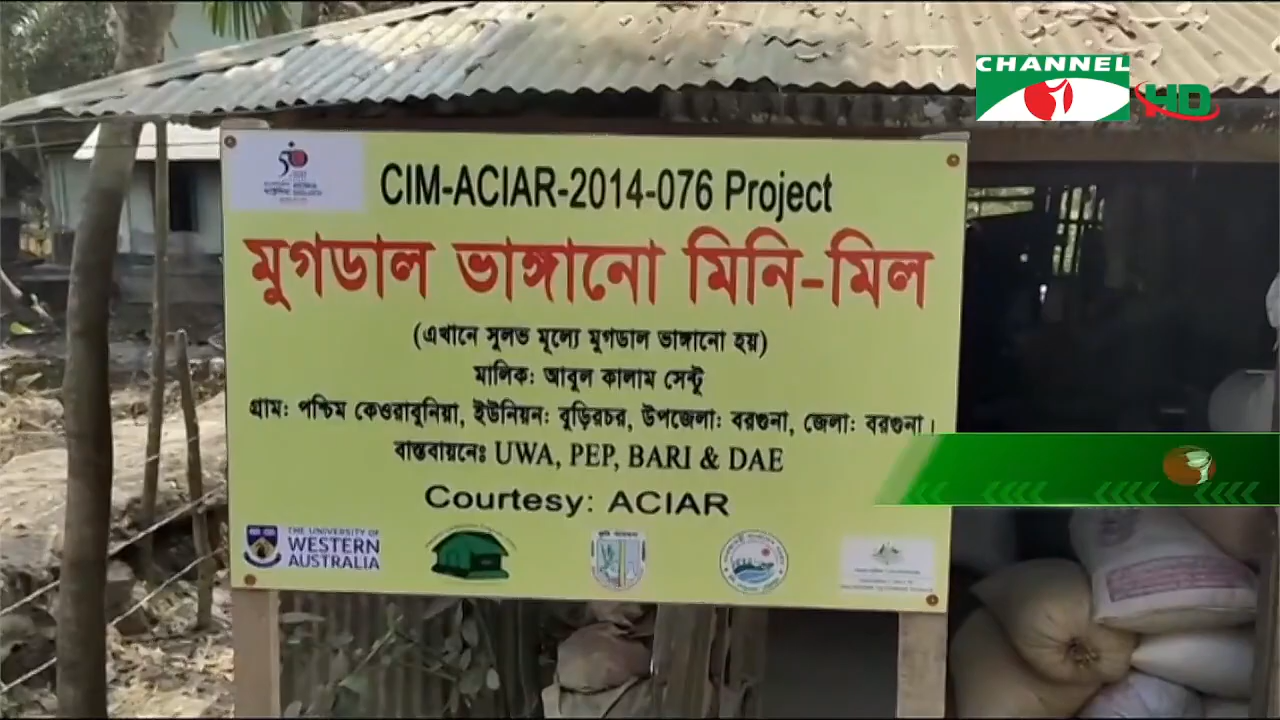 CHANNEL
HD
CIM-ACIAR-2014-076 Project
মুগডাল ভাঙ্গানো মিনি-মিল
(এখানে সুলভ মূল্যে মুগডাল ভাঙ্গানো হয়)
মালিক: আবুল কালাম সেন্টু
গ্রাম: পশ্চিম কেওরাবুনিয়া, ইউনিয়ন: বুড়িরচর, উপজেলা: বরগুনা, জেলা: বরগুনা।
বাস্তবায়নেঃ UWA, PEP, BARI & DAE
Courtesy: ACIAR
THE UNIVERSITY OF
WESTERN
AUSTRALIA